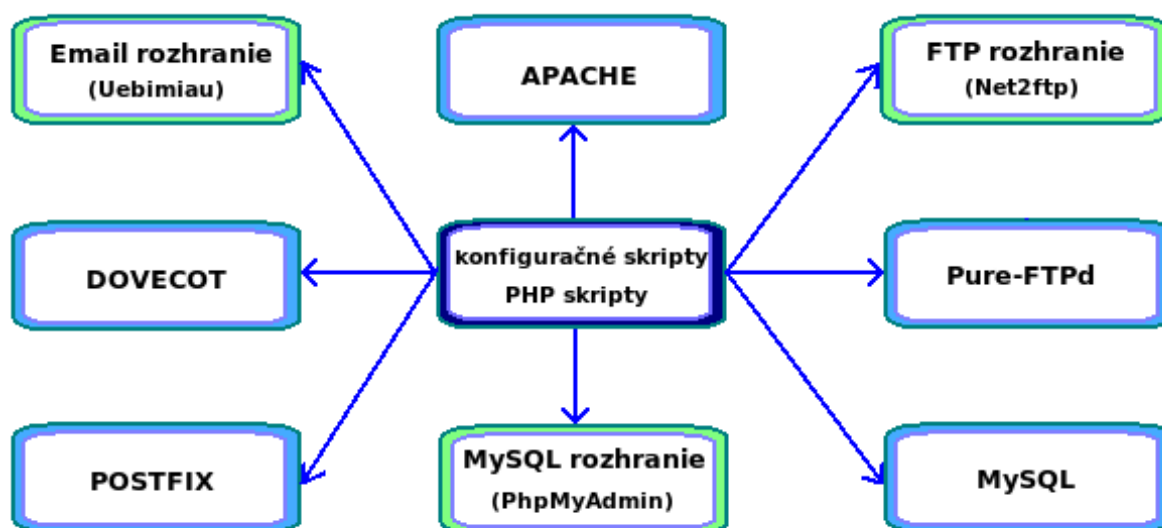 Email rozhranie
(Uebimiau)
APACHE
FTP rozhranie
(Net2ftp)
DOVECOT
konfiguračné skripty
PHP skripty
Pure-FTPd
POSTFIX
MySQL rozhranie
(PhpMyAdmin)
MySQL